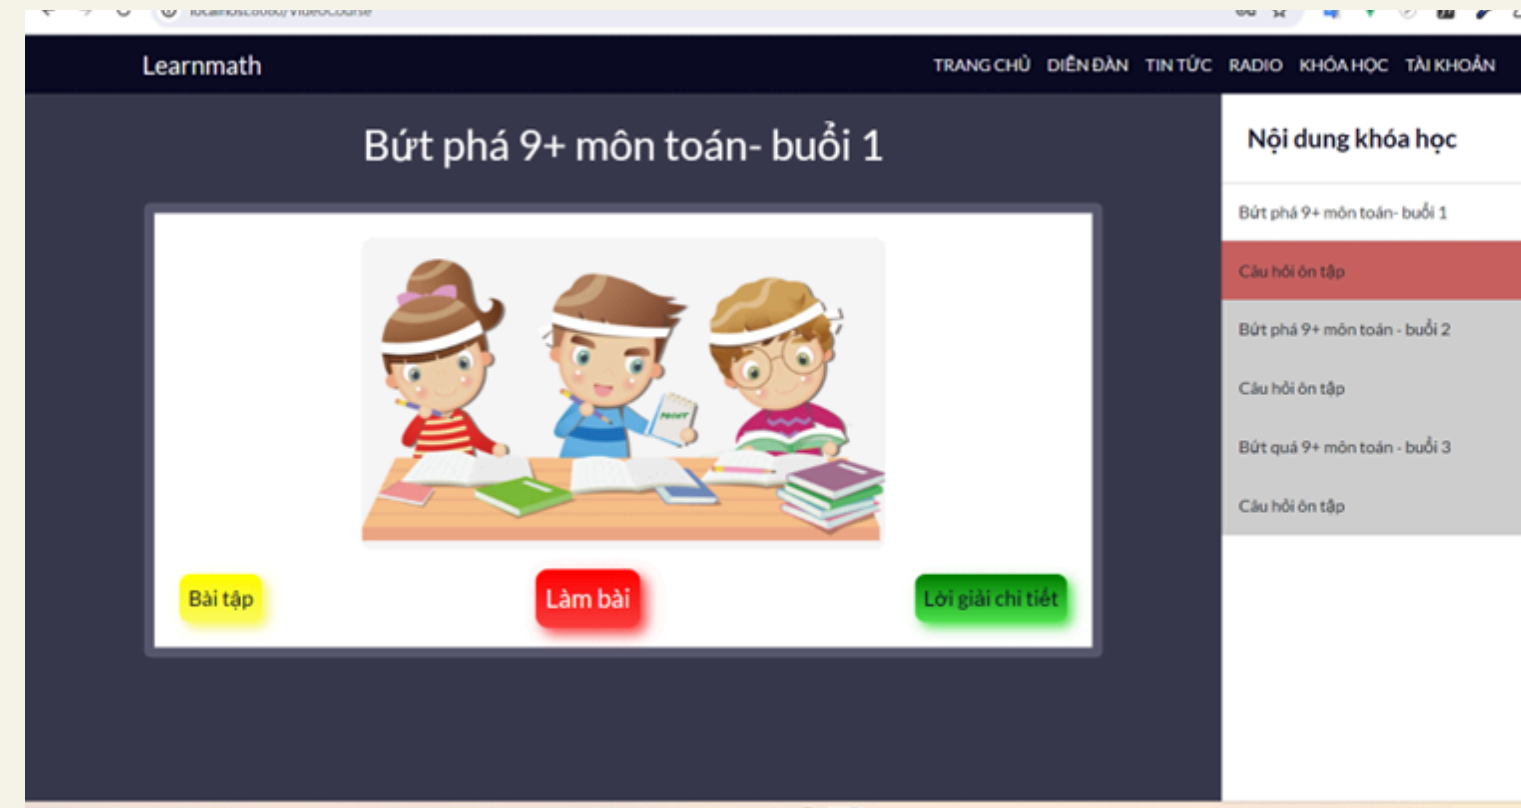 localhost:8080/VideoCourse
Learnmath
TRANG CHỦ DIỄN ĐÀN TIN TỨC RADIO KHÓA HỌC TÀI KHOẢN
Bứt phá 9+ môn toán- buổi 1
Nội dung khóa học
Bứt phá 9+ môn toán- buổi 1
Câu hỏi ôn tập
Bứt phá 9+ môn toán - buổi 2
Câu hỏi ôn tập
Bứt quá 9+ môn toán - buổi 3
Câu hỏi ôn tập
Bài tập
Làm bài
Lời giải chi tiết